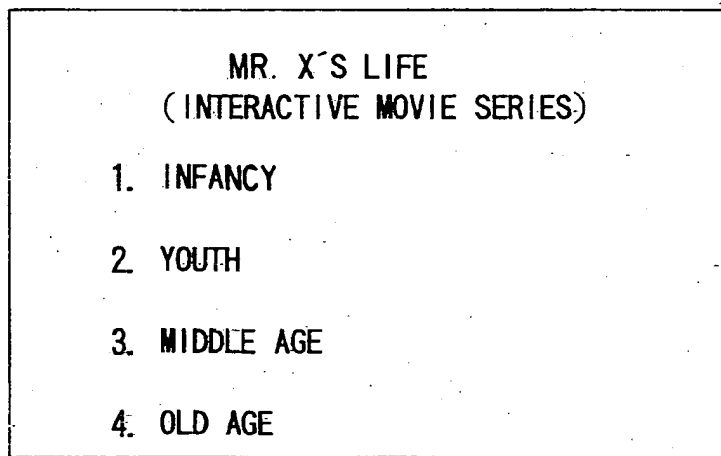 MR. X´S LIFE
(INTERACTIVE MOVIE SERIES)
1. INFANCY
2. YOUTH
3. MIDDLE AGE
4. OLD AGE